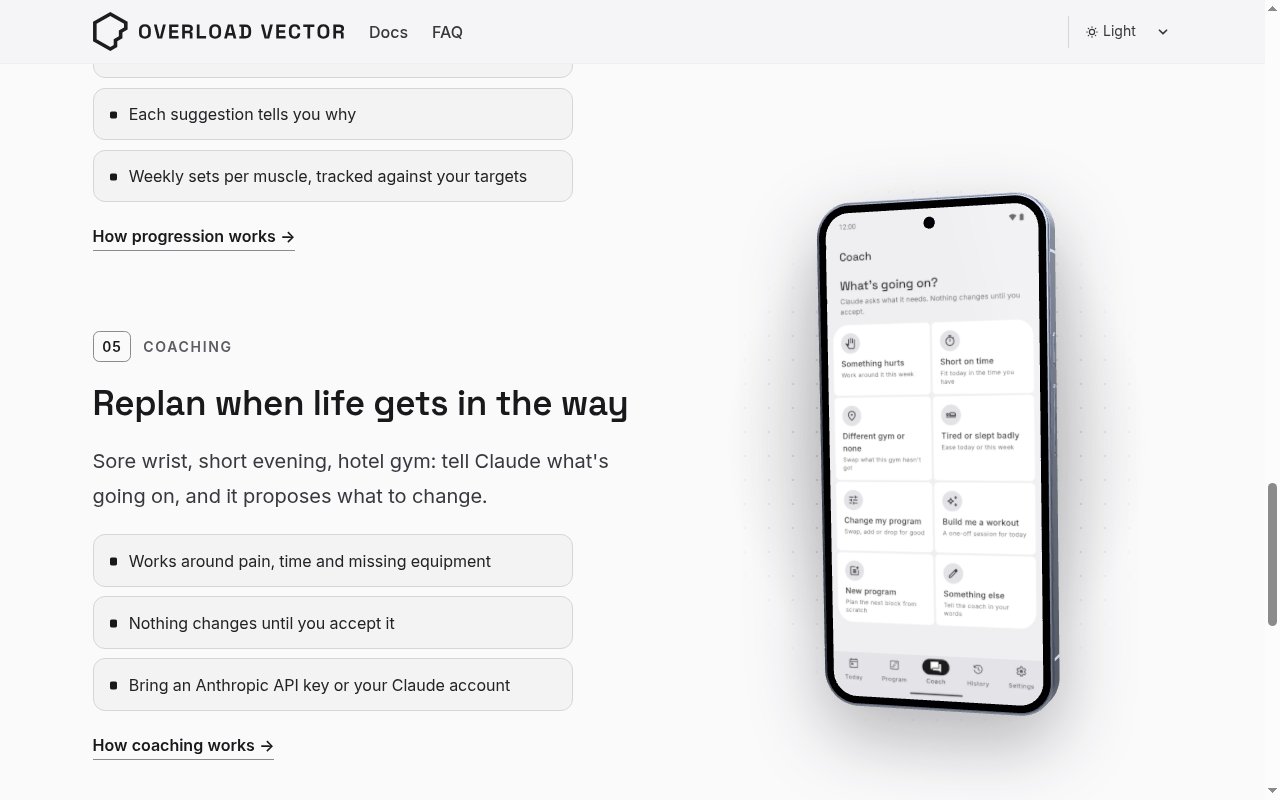 OVERLOAD VECTOR
Docs
FAQ
Light
Each suggestion tells you why
Weekly sets per muscle, tracked against your targets
How progression works →
05
COACHING
Replan when life gets in the way
Sore wrist, short evening, hotel gym: tell Claude what's
going on, and it proposes what to change.
Works around pain, time and missing equipment
Nothing changes until you accept it
Bring an Anthropic API key or your Claude account
How coaching works →
12:00
Coach
What's going on?
Claude asks what it needs. Nothing changes until you
accept.
Something hurts
Work around it this week
Short on time
Fit today in the time you
have
Different gym or
none
Swap what this gym hasn't
got
Tired or slept badly
Ease today or this week
Change my program
Swap, add or drop for good
Build me a workout
A one-off session for today
New program
Plan the next block from
scratch
Something else
Tell the coach in your
words
Today
Program
Coach
History
Settings